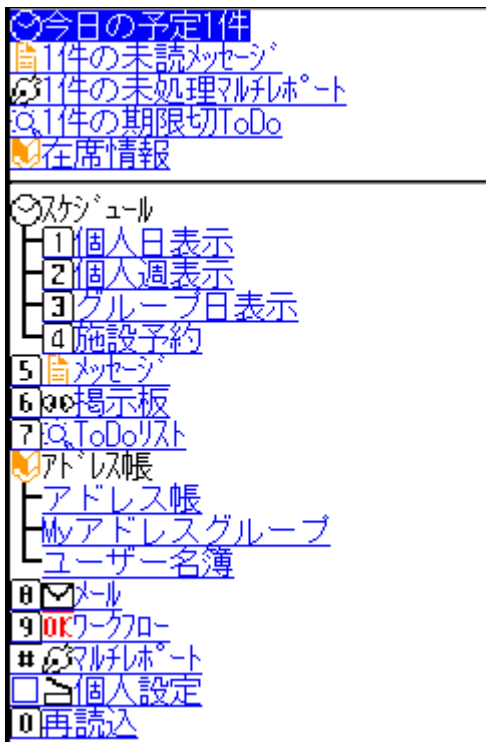 今日の予定1件
1件の未読ﾒｯｾｰｼﾞ
1件の未処理ﾏﾙﾁﾚﾎﾟｰﾄ
1件の期限切ToDo
在席情報
ｽｹｼﾞｭｰﾙ
1個人日表示
2個人週表示
3グループ日表示
4施設予約
5ﾒｯｾｰｼﾞ
6掲示板
7ToDoﾘｽﾄ
ｱﾄﾞﾚｽ帳
アドレス帳
Myアドレスグループ
ユーザー名簿
8ﾒｰﾙ
9OKﾜｰｸﾌﾛｰ
#ﾏﾙﾁﾚﾎﾟｰﾄ
個人設定
0再読込